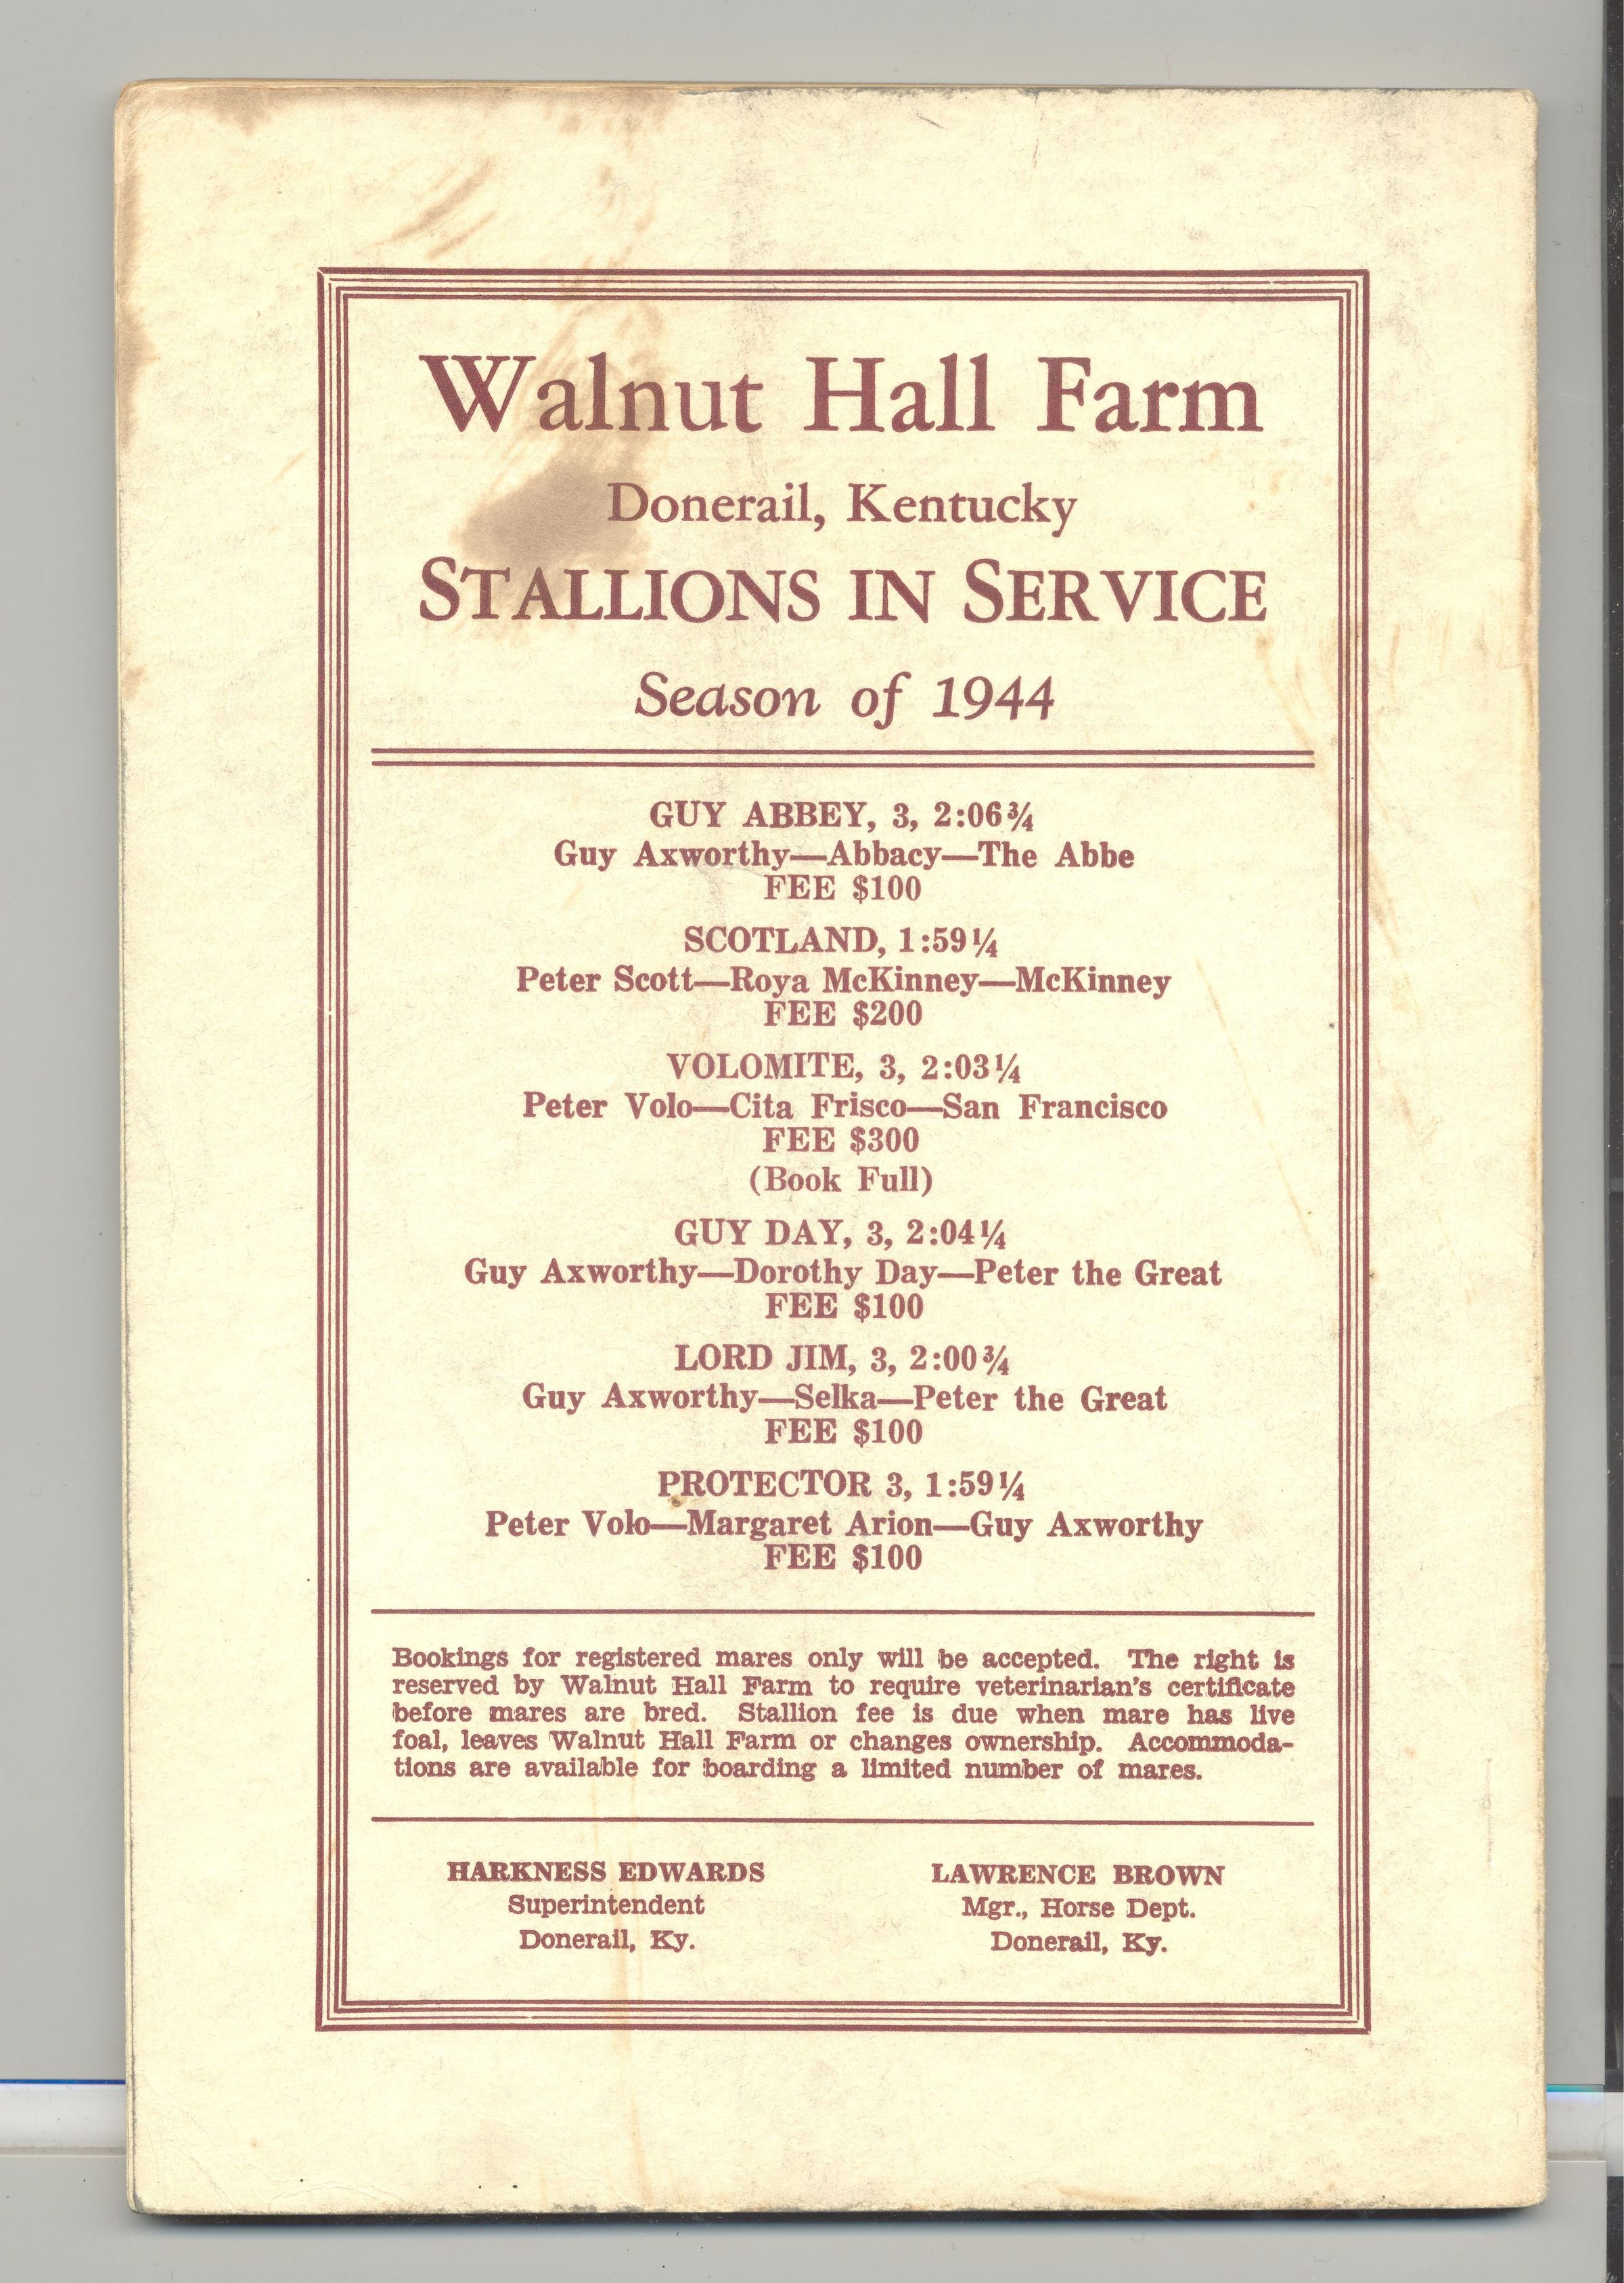 Walnut Hall Farm
Donerail, Kentucky
STALLIONS IN SERVICE
Season of 1944
GUY ABBEY, 3, 2:06¾
Guy Axworthy—Abbacy—The Abbe
FEE $100
SCOTLAND, 1:59¼
Peter Scott—Roya McKinney—McKinney
FEE $200
VOLOMITE, 3, 2:03¼
Peter Volo—Cita Frisco—San Francisco
FEE $300
(Book Full)
GUY DAY, 3, 2:04¼
Guy Axworthy—Dorothy Day—Peter the Great
FEE $100
LORD JIM, 3, 2:00¾
Guy Axworthy—Selka—Peter the Great
FEE $100
PROTECTOR 3, 1:59¼
Peter Volo—Margaret Arion—Guy Axworthy
FEE $100
Bookings for registered mares only will be accepted. The right is
reserved by Walnut Hall Farm to require veterinarian's certificate
before mares are bred. Stallion fee is due when mare has live
foal, leaves Walnut Hall Farm or changes ownership. Accommoda-
tions are available for boarding a limited number of mares.
HARKNESS EDWARDS
Superintendent
Donerail, Ky.
LAWRENCE BROWN
Mgr., Horse Dept.
Donerail, Ky.